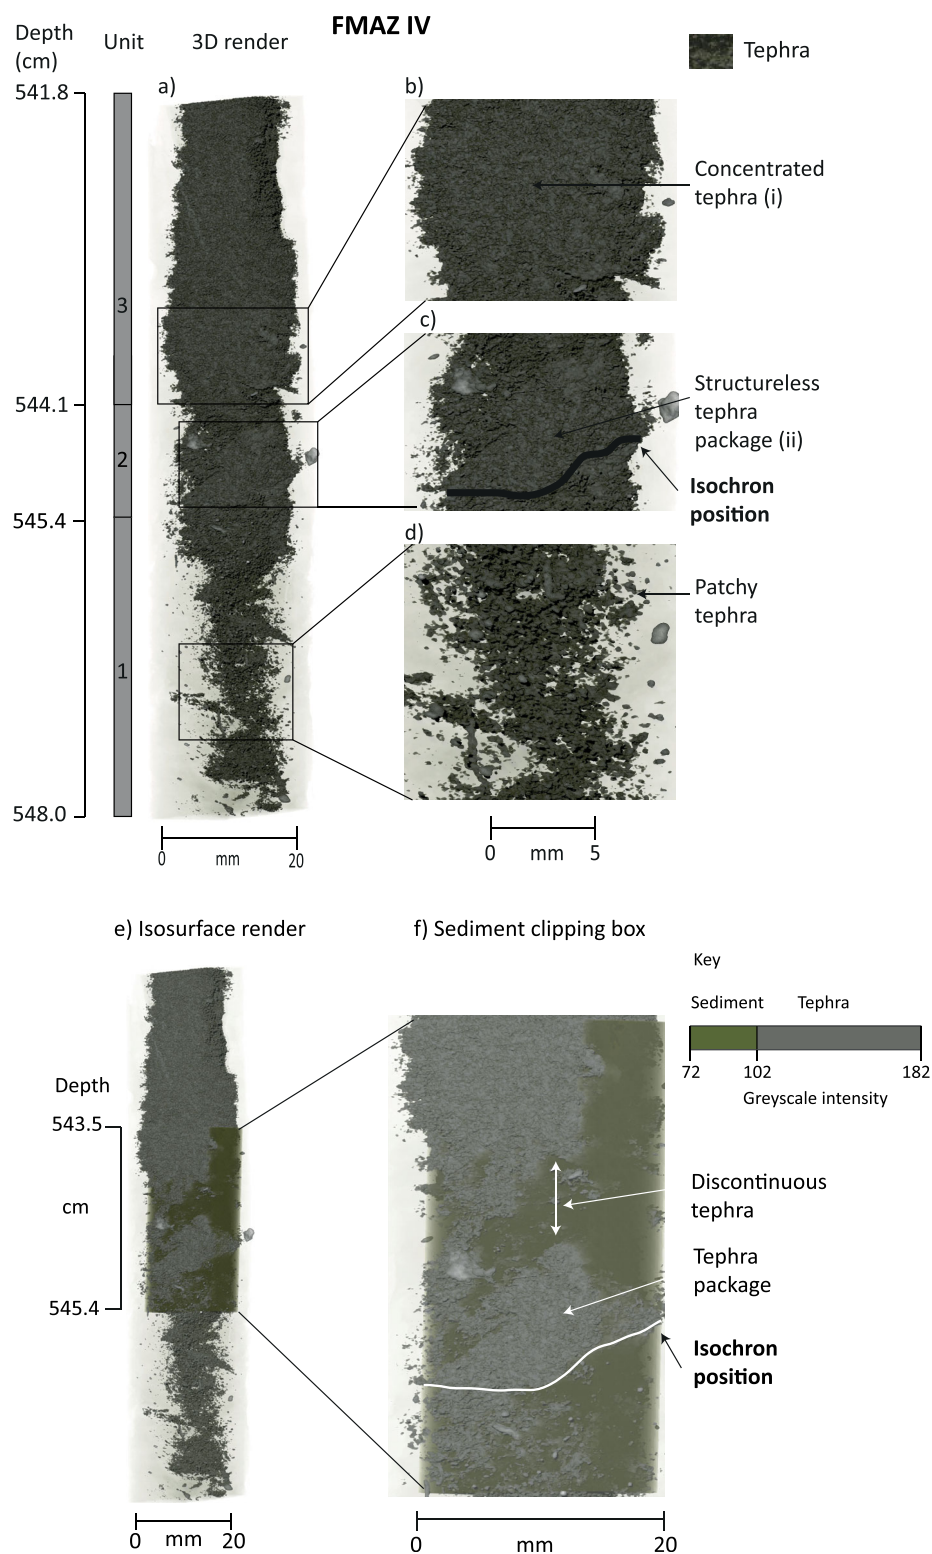 FMAZ IV
Depth
(cm)
Unit
3D render
Tephra
541.8
544.1
545.4
548.0
3
2
1
a)
b)
Concentrated
tephra (i)
c)
Structureless
tephra
package (ii)
Isochron
position
d)
Patchy
tephra
0 mm 20
0 mm 5
e) Isosurface render
f) Sediment clipping box
Key
Sediment Tephra
72 102 182
Greyscale intensity
Depth
543.5
cm
545.4
Discontinuous
tephra
Tephra
package
Isochron
position
0 mm 20
0 mm 20